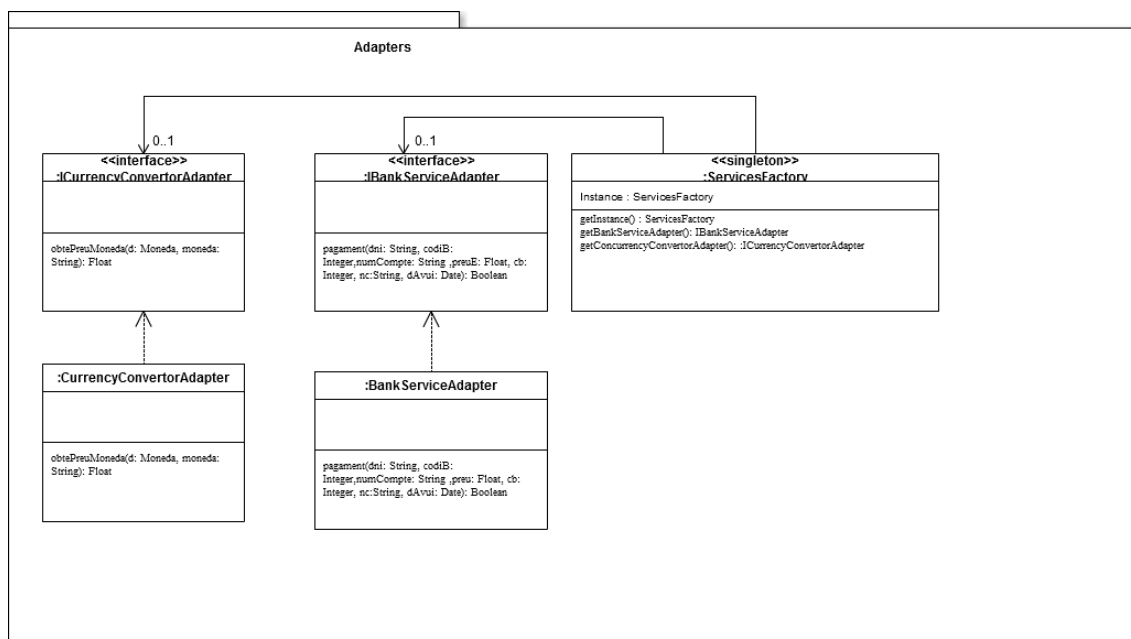 Adapters
0..1
<<interface>>
:ICurrencyConvertorAdapter
obtePreuMoneda(d: Moneda, moneda:
String): Float
0..1
<<interface>>
:IBankServiceAdapter
pagament(dni: String, codiB:
Integer,numCompte: String ,preuE: Float, cb:
Integer, nc:String, dAvui: Date): Boolean
<<singleton>>
:ServicesFactory
Instance : ServicesFactory
getInstance() : ServicesFactory
getBankServiceAdapter(): IBankServiceAdapter
getConcurrencyConvertorAdapter(): :ICurrencyConvertorAdapter
:CurrencyConvertorAdapter
obtePreuMoneda(d: Moneda, moneda:
String): Float
:BankServiceAdapter
pagament(dni: String, codiB:
Integer,numCompte: String ,preu: Float, cb:
Integer, nc:String, dAvui: Date): Boolean